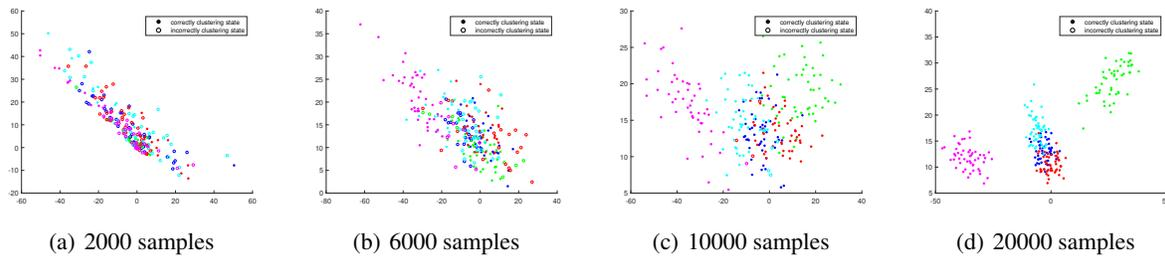 correctly clustering state
incorrectly clustering state
60
50
40
30
20
10
0
-10
-20
-60 -40 -20 0 20 40 60
(a) 2000 samples
correctly clustering state
incorrectly clustering state
40
35
30
25
20
15
10
5
0
-80 -60 -40 -20 0 20 40
(b) 6000 samples
correctly clustering state
incorrectly clustering state
30
25
20
15
10
5
-60 -40 -20 0 20 40
(c) 10000 samples
correctly clustering state
incorrectly clustering state
40
35
30
25
20
15
10
5
-50 0
(d) 20000 samples